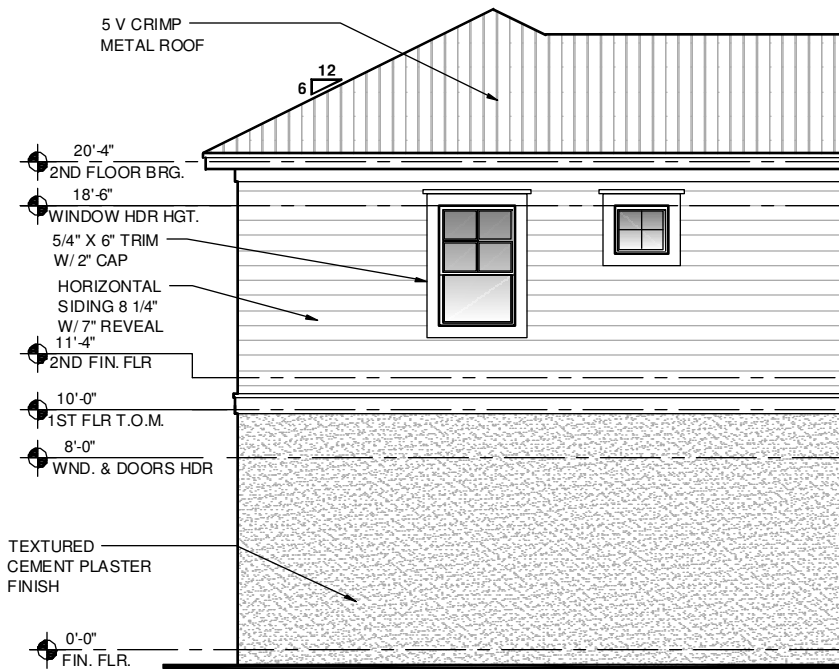 5 V CRIMP
METAL ROOF
12
6
20'-4"
2ND FLOOR BRG.
18'-6"
WINDOW HDR HGT.
5/4" X 6" TRIM
W/ 2" CAP
HORIZONTAL
SIDING 8 1/4"
W/ 7" REVEAL
11'-4"
2ND FIN. FLR
10'-0"
1ST FLR T.O.M.
8'-0"
WND. & DOORS HDR
TEXTURED
CEMENT PLASTER
FINISH
0'-0"
FIN. FLR.